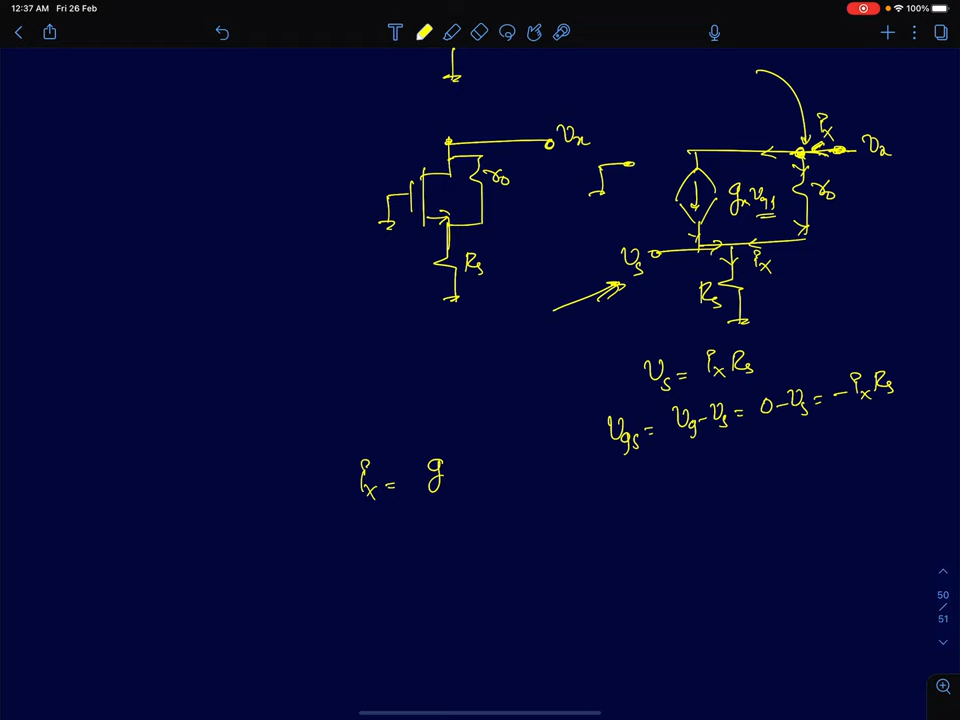 12:37 AM Fri 26 Feb
100%
T
vx
ix
vx
ro
gm vgs
ro
Rs
Vs
ix
Rs
Vs = ix Rs
Vgs = Vg - Vs = 0 - Vs = - ix Rs
ix = g
50
/
51